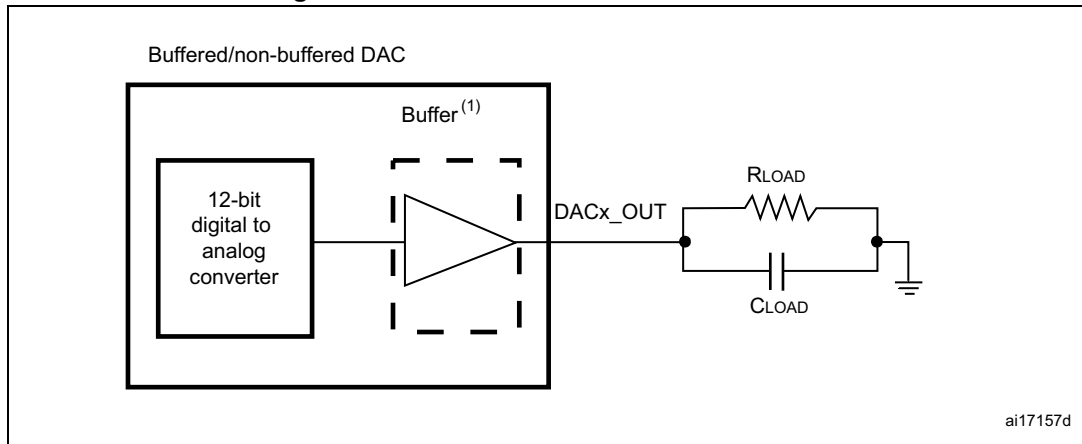 Buffered/non-buffered DAC
Buffer(1)
12-bit
digital to
analog
converter
DACx_OUT
RLOAD
CLOAD
ai17157d